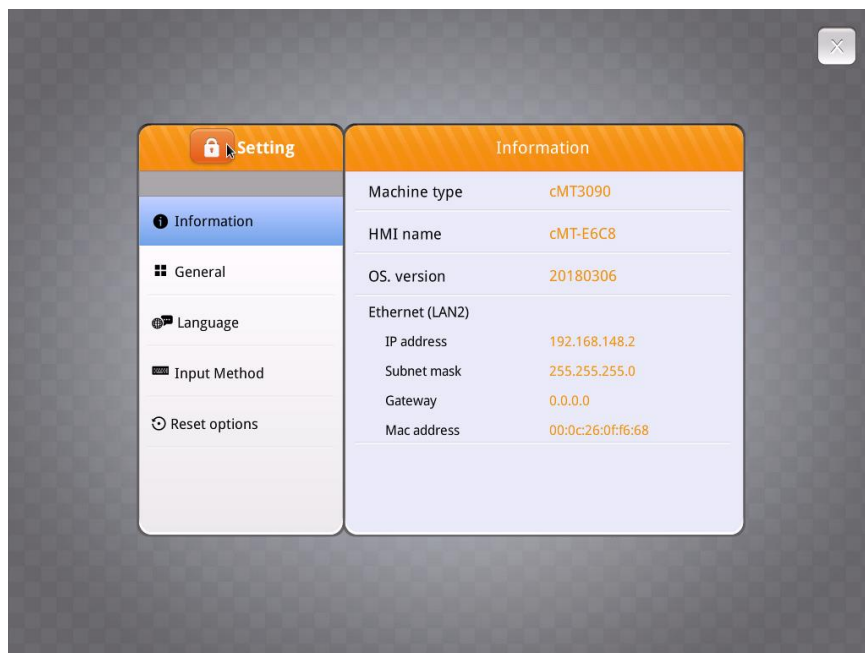 X
Setting
Information
General
Language
Input Method
Reset options
Information
Machine type cMT3090
HMI name cMT-E6C8
OS. version 20180306
Ethernet (LAN2)
IP address 192.168.148.2
Subnet mask 255.255.255.0
Gateway 0.0.0.0
Mac address 00:0c:26:0f:f6:68